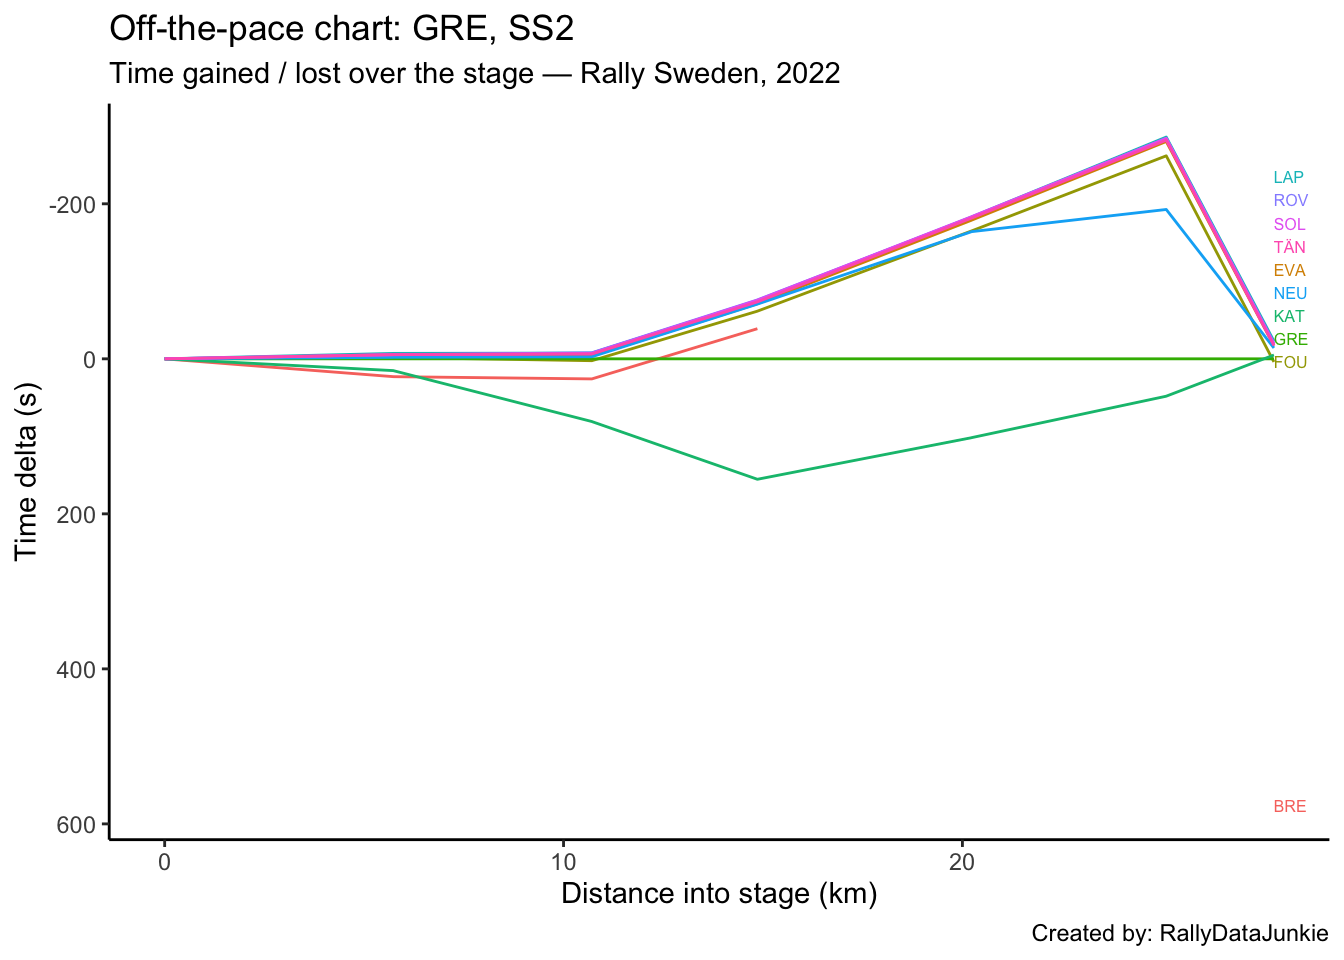 Off-the-pace chart: GRE, SS2
Time gained / lost over the stage — Rally Sweden, 2022
Time delta (s)
-200
0
200
400
600
LAP
ROV
SOL
TÄN
EVA
NEU
KAT
GRE
FOU
BRE
0 10 20
Distance into stage (km)
Created by: RallyDataJunkie